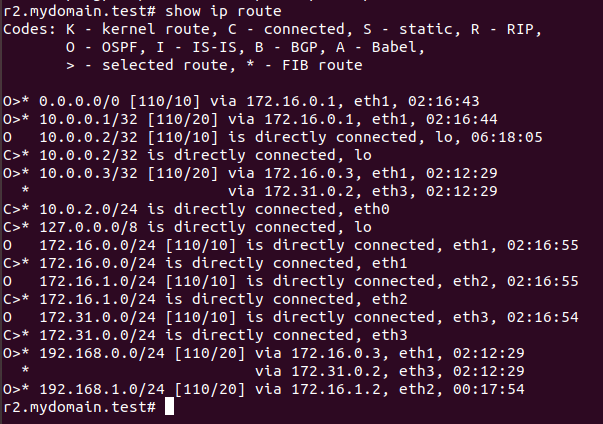 r2.mydomain.test# show ip route
Codes: K - kernel route, C - connected, S - static, R - RIP,
       O - OSPF, I - IS-IS, B - BGP, A - Babel,
       > - selected route, * - FIB route

O>* 0.0.0.0/0 [110/10] via 172.16.0.1, eth1, 02:16:43
O>* 10.0.0.1/32 [110/20] via 172.16.0.1, eth1, 02:16:44
O   10.0.0.2/32 [110/10] is directly connected, lo, 06:18:05
C>* 10.0.0.2/32 is directly connected, lo
O>* 10.0.0.3/32 [110/20] via 172.16.0.3, eth1, 02:12:29
  *                      via 172.31.0.2, eth3, 02:12:29
C>* 10.0.2.0/24 is directly connected, eth0
C>* 127.0.0.0/8 is directly connected, lo
O   172.16.0.0/24 [110/10] is directly connected, eth1, 02:16:55
C>* 172.16.0.0/24 is directly connected, eth1
O   172.16.1.0/24 [110/10] is directly connected, eth2, 02:16:55
C>* 172.16.1.0/24 is directly connected, eth2
O   172.31.0.0/24 [110/10] is directly connected, eth3, 02:16:54
C>* 172.31.0.0/24 is directly connected, eth3
O>* 192.168.0.0/24 [110/20] via 172.16.0.3, eth1, 02:12:29
  *                         via 172.31.0.2, eth3, 02:12:29
O>* 192.168.1.0/24 [110/20] via 172.16.1.2, eth2, 00:17:54
r2.mydomain.test#